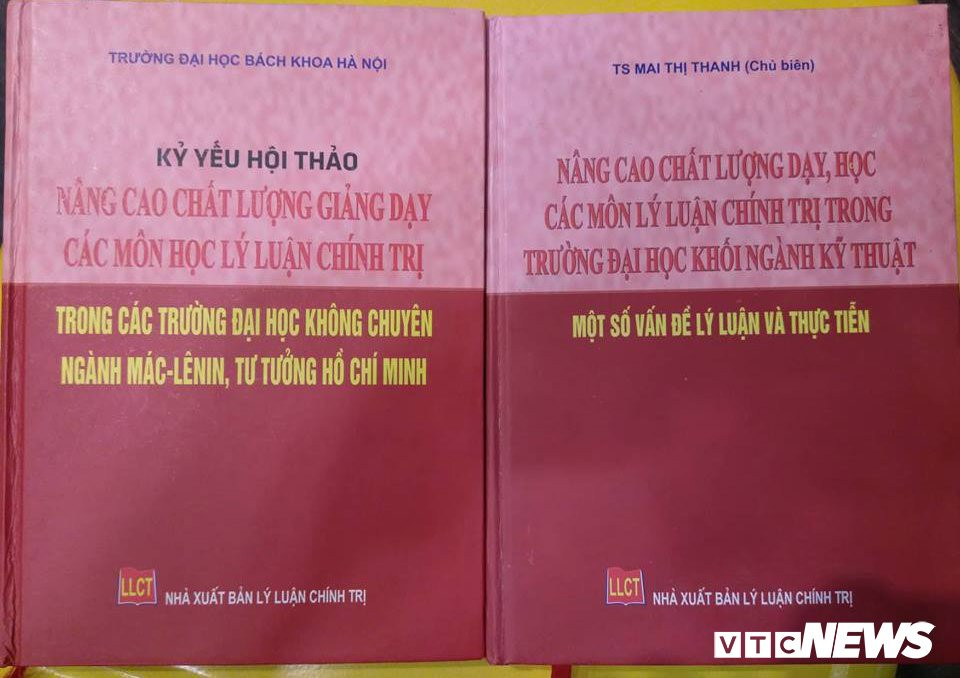 TRƯỜNG ĐẠI HỌC BÁCH KHOA HÀ NỘI
KỶ YẾU HỘI THẢO
NÂNG CAO CHẤT LƯỢNG GIẢNG DẠY
CÁC MÔN HỌC LÝ LUẬN CHÍNH TRỊ
TRONG CÁC TRƯỜNG ĐẠI HỌC KHÔNG CHUYÊN
NGÀNH MÁC-LÊNIN, TƯ TƯỞNG HỒ CHÍ MINH
LLCT
NHÀ XUẤT BẢN LÝ LUẬN CHÍNH TRỊ
TS MAI THỊ THANH (Chủ biên)
NÂNG CAO CHẤT LƯỢNG DẠY, HỌC
CÁC MÔN LÝ LUẬN CHÍNH TRỊ TRONG
TRƯỜNG ĐẠI HỌC KHỐI NGÀNH KỸ THUẬT
MỘT SỐ VẤN ĐỀ LÝ LUẬN VÀ THỰC TIỄN
LLCT
NHÀ XUẤT BẢN LÝ LUẬN CHÍNH TRỊ
VTC NEWS